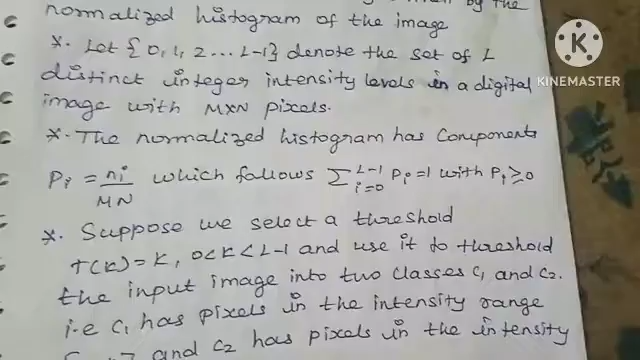 by the
normalized histogram of the image
*. Let {0, 1, 2 ... L-1} denote the set of L
distinct integer intensity levels in a digital
image with MXN pixels.
*. The normalized histogram has components
Pi = ni/MN which follows ∑_{i=0}^{L-1} Pi = 1 with Pi ≥ 0
*. Suppose we select a threshold
T(K) = K, 0<K<L-1 and use it to threshold
the input image into two classes C1 and C2.
i.e C1 has pixels in the intensity range
and C2 has pixels in the intensity
K
KINEMASTER